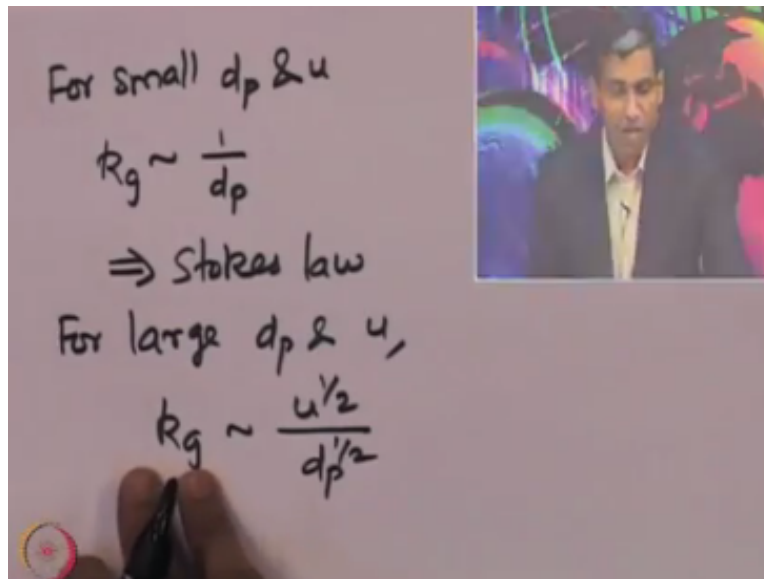 For small dp & u
kg ~ 1/dp
⇒ Stokes law
For large dp & u,
kg ~ u^1/2 / dp^1/2